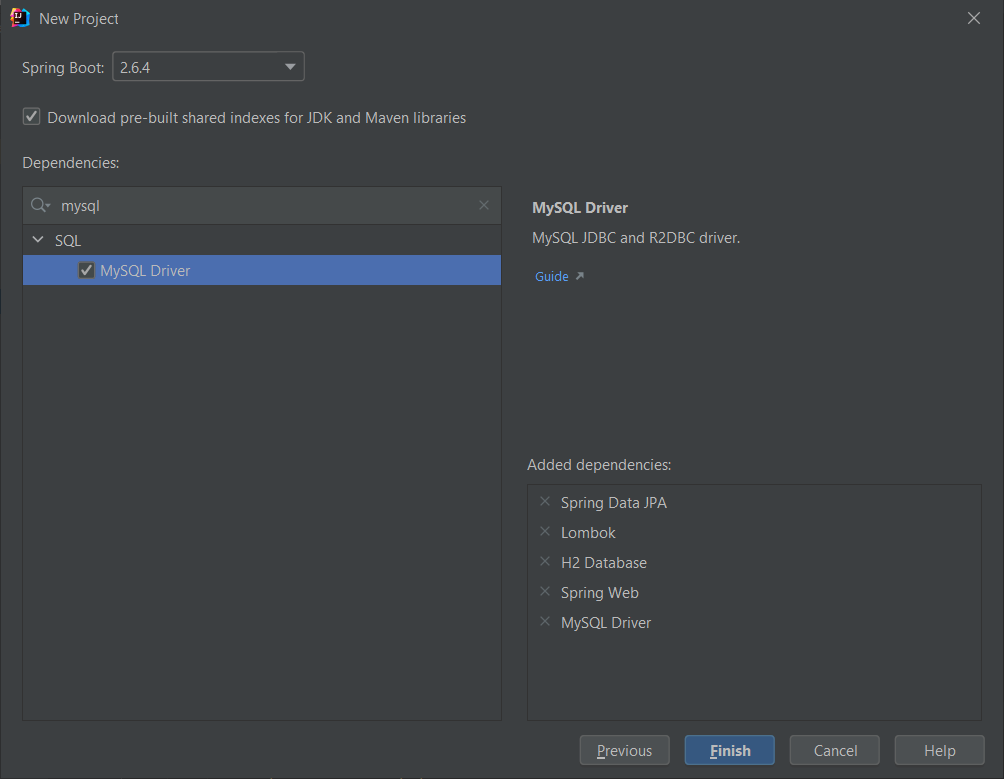 New Project
Spring Boot: 2.6.4
Download pre-built shared indexes for JDK and Maven libraries
Dependencies:
mysql
SQL
MySQL Driver
MySQL Driver
MySQL JDBC and R2DBC driver.
Guide
Added dependencies:
Spring Data JPA
Lombok
H2 Database
Spring Web
MySQL Driver
Previous Finish Cancel Help